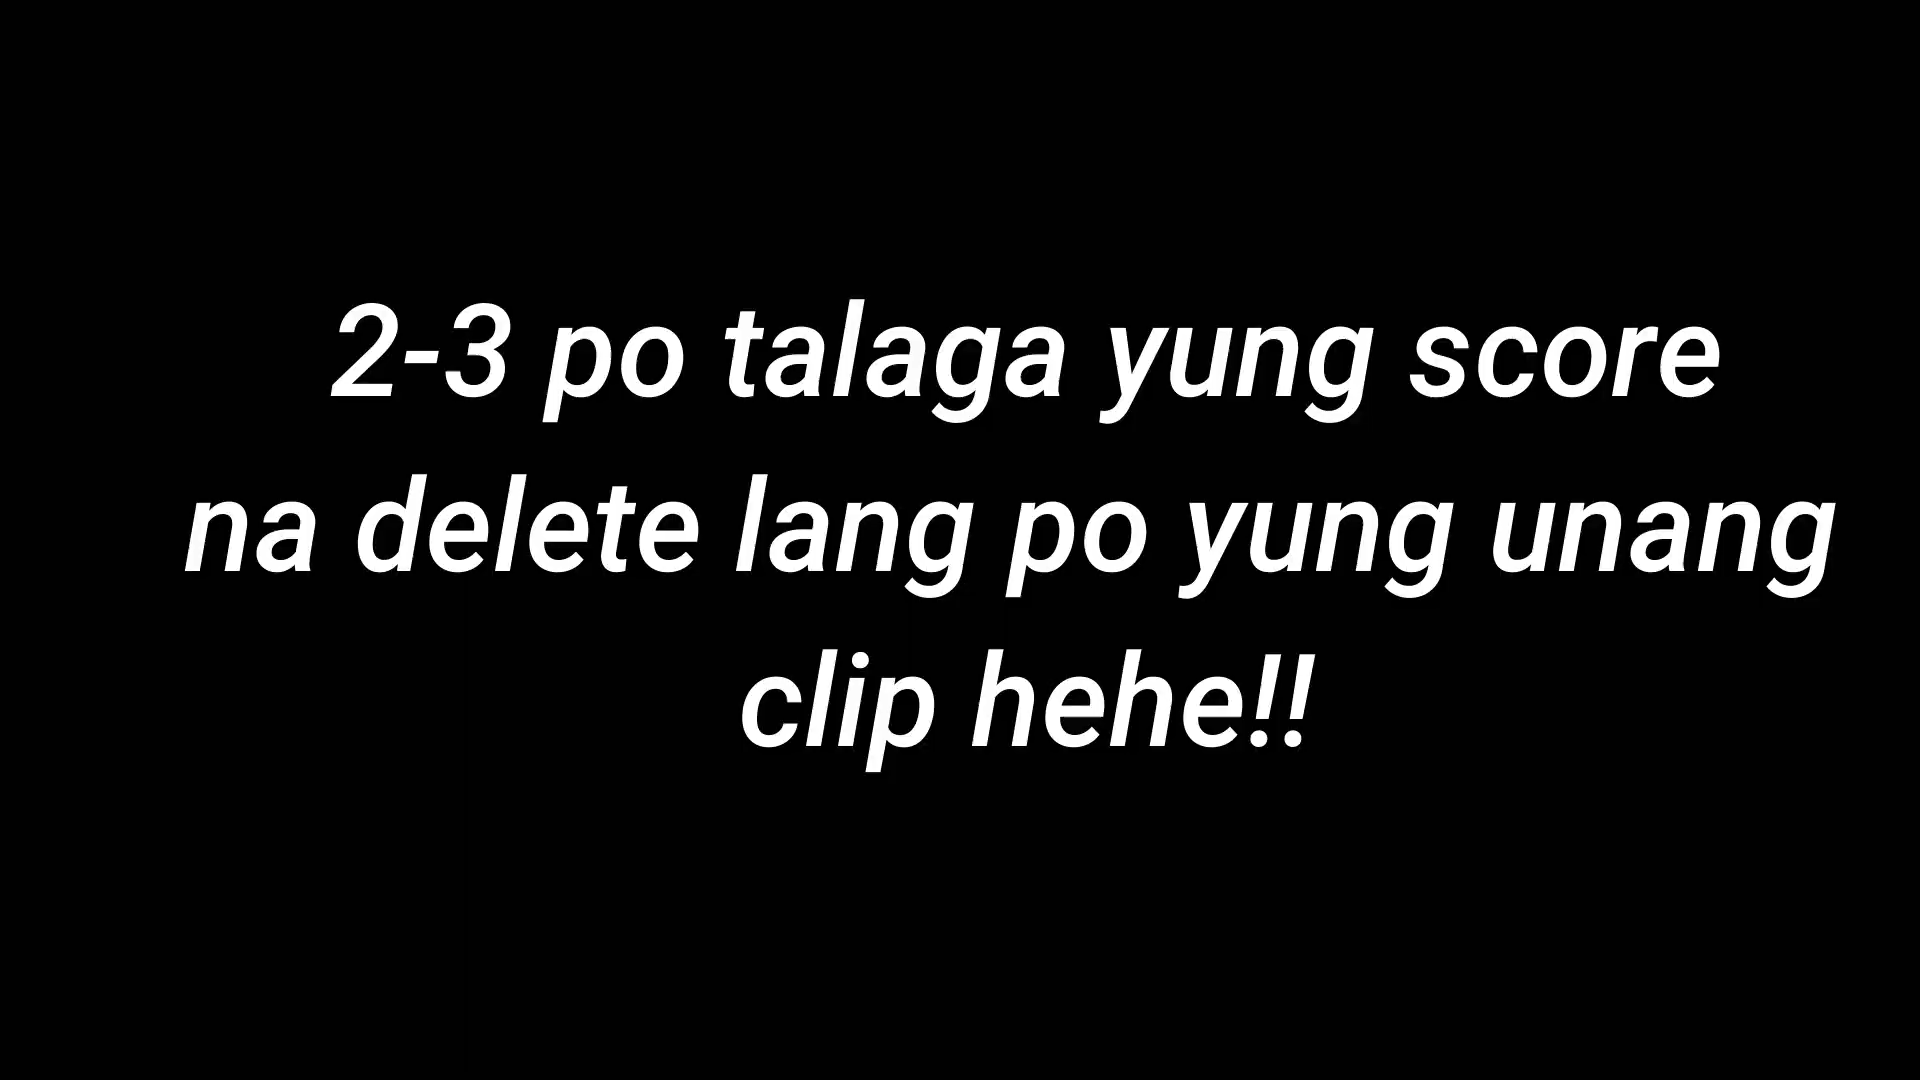 2-3 po talaga yung score
na delete lang po yung unang
clip hehe!!